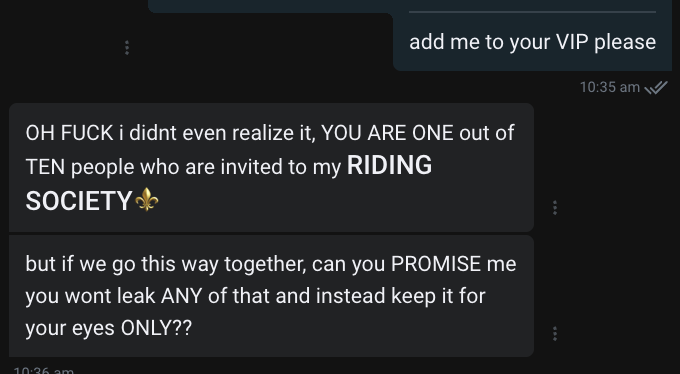 add me to your VIP please
10:35 am
OH FUCK i didnt even realize it, YOU ARE ONE out of
TEN people who are invited to my RIDING
SOCIETY⚜️
but if we go this way together, can you PROMISE me
you wont leak ANY of that and instead keep it for
your eyes ONLY??
10:36 am